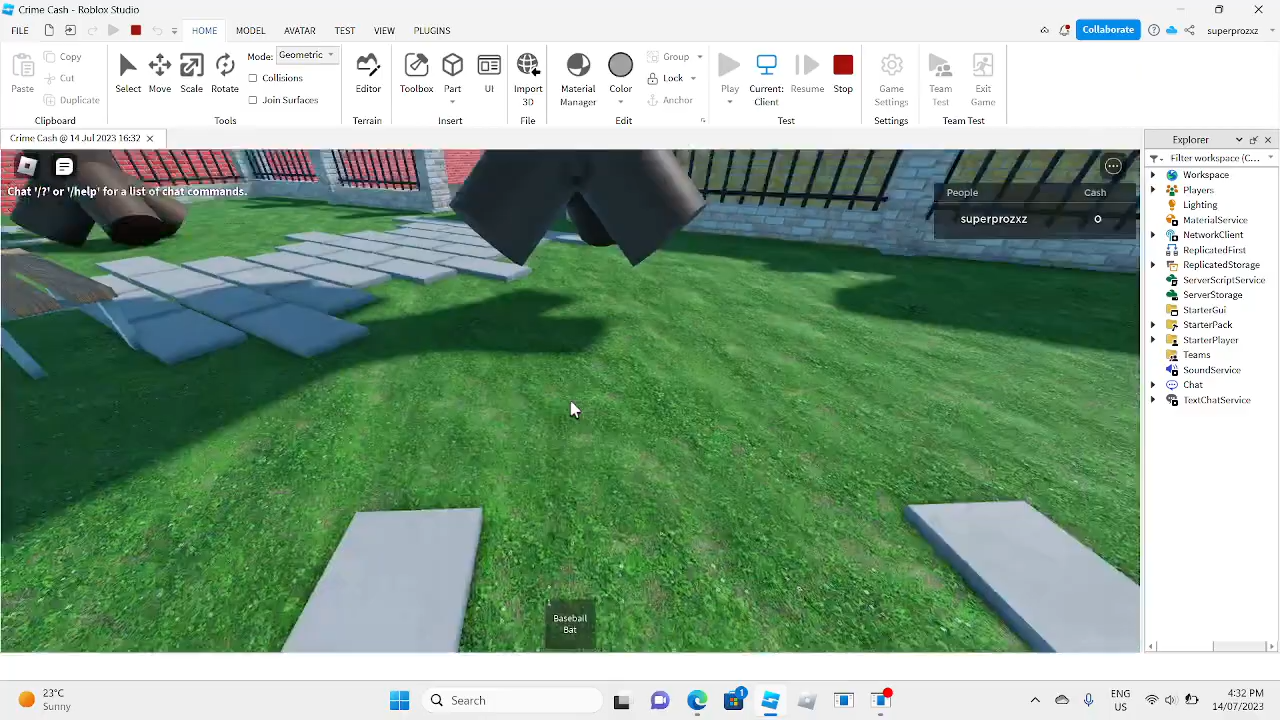 Crime Cash - Roblox Studio
FILE HOME MODEL AVATAR TEST VIEW PLUGINS Collaborate superprozxz
Paste Copy Cut Duplicate Clipboard
Select Move Scale Rotate Mode: Geometric Collisions Join Surfaces Tools
Editor Terrain
Toolbox Part UI Insert
Import 3D File
Material Manager Color Group Lock Anchor Edit
Play Current: Client Resume Stop Test
Game Settings Settings
Team Test Exit Game Team Test
Crime Cash @ 14 Jul 2023 16:32
Chat '/?' or '/help' for a list of chat commands.
People Cash
superprozxz 0
1
Baseball
Bat
Explorer
Filter workspace (C...
Workspace
Players
Lighting
MaterialService
NetworkClient
ReplicatedFirst
ReplicatedStorage
ServerScriptService
ServerStorage
StarterGui
StarterPack
StarterPlayer
Teams
SoundService
Chat
TextChatService
23°C
Sunny
Search
1
ENG
US
4:32 PM
14/07/2023